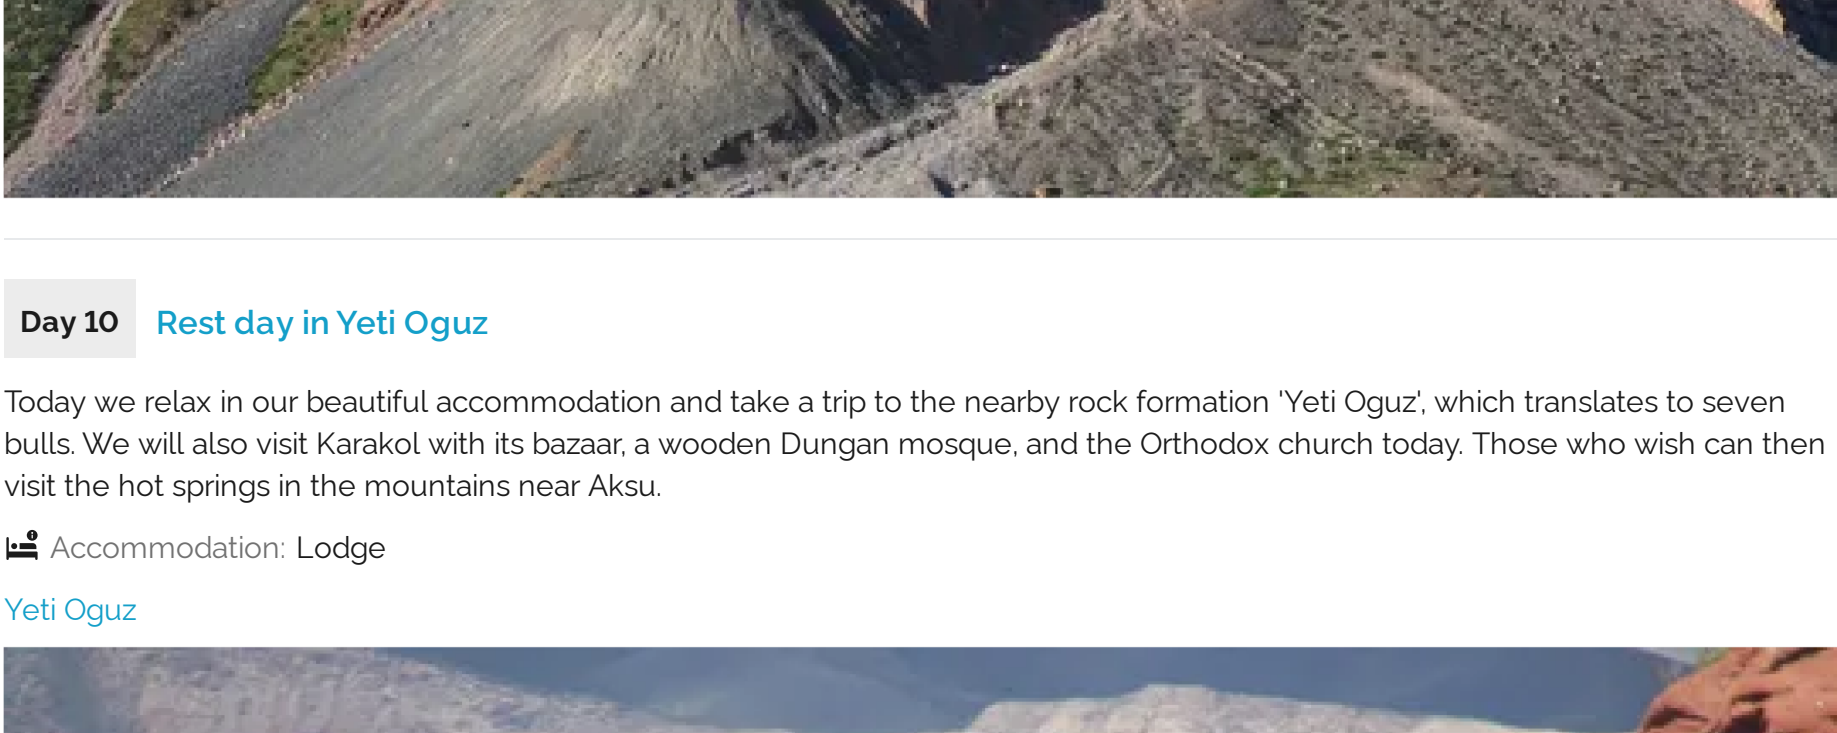 Day 10
Rest day in Yeti Oguz
Today we relax in our beautiful accommodation and take a trip to the nearby rock formation 'Yeti Oguz', which translates to seven
bulls. We will also visit Karakol with its bazaar, a wooden Dungan mosque, and the Orthodox church today. Those who wish can then
visit the hot springs in the mountains near Aksu.
Accommodation: Lodge
Yeti Oguz